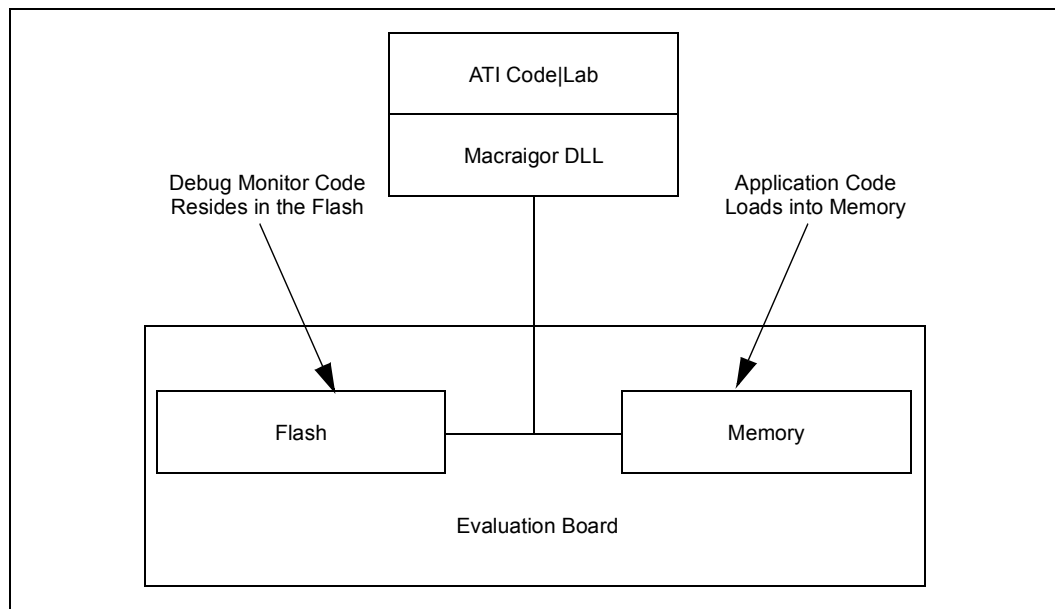 ATI Code|Lab
Macraigor DLL
Debug Monitor Code
Resides in the Flash
Application Code
Loads into Memory
Flash
Memory
Evaluation Board